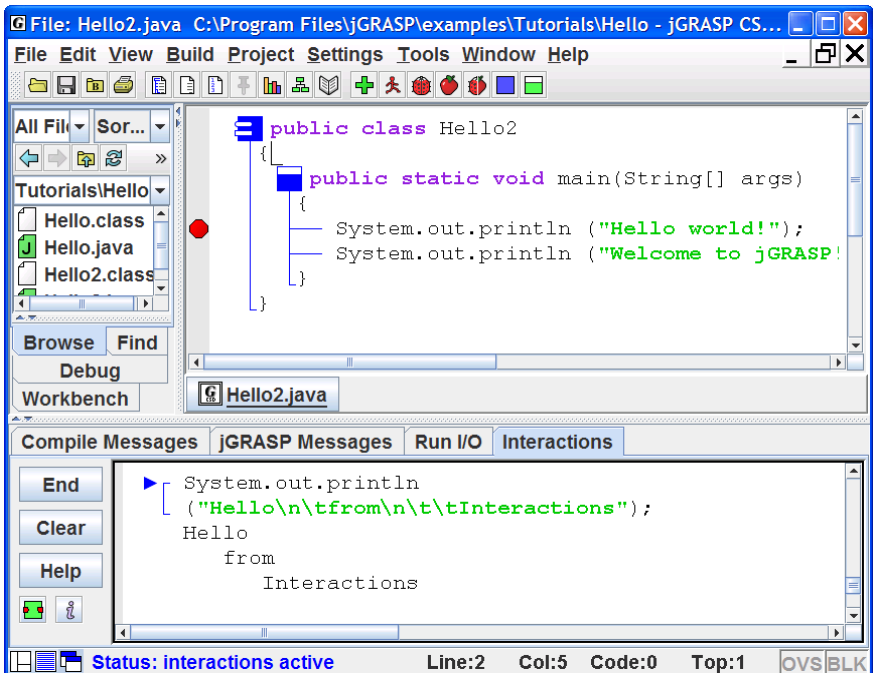 File: Hello2.java C:\Program Files\jGRASP\examples\Tutorials\Hello - jGRASP CS...
File Edit View Build Project Settings Tools Window Help
All Fil Sor...
»
Tutorials\Hello
Hello.class
Hello.java
Hello2.class
Browse Find
Debug
Workbench
public class Hello2
{
public static void main(String[] args)
{
System.out.println ("Hello world!");
System.out.println ("Welcome to jGRASP!
}
}
Hello2.java
Compile Messages jGRASP Messages Run I/O Interactions
End
Clear
Help
System.out.println
("Hello\n\tfrom\n\t\tInteractions");
Hello
from
Interactions
Status: interactions active Line:2 Col:5 Code:0 Top:1 OVS BLK